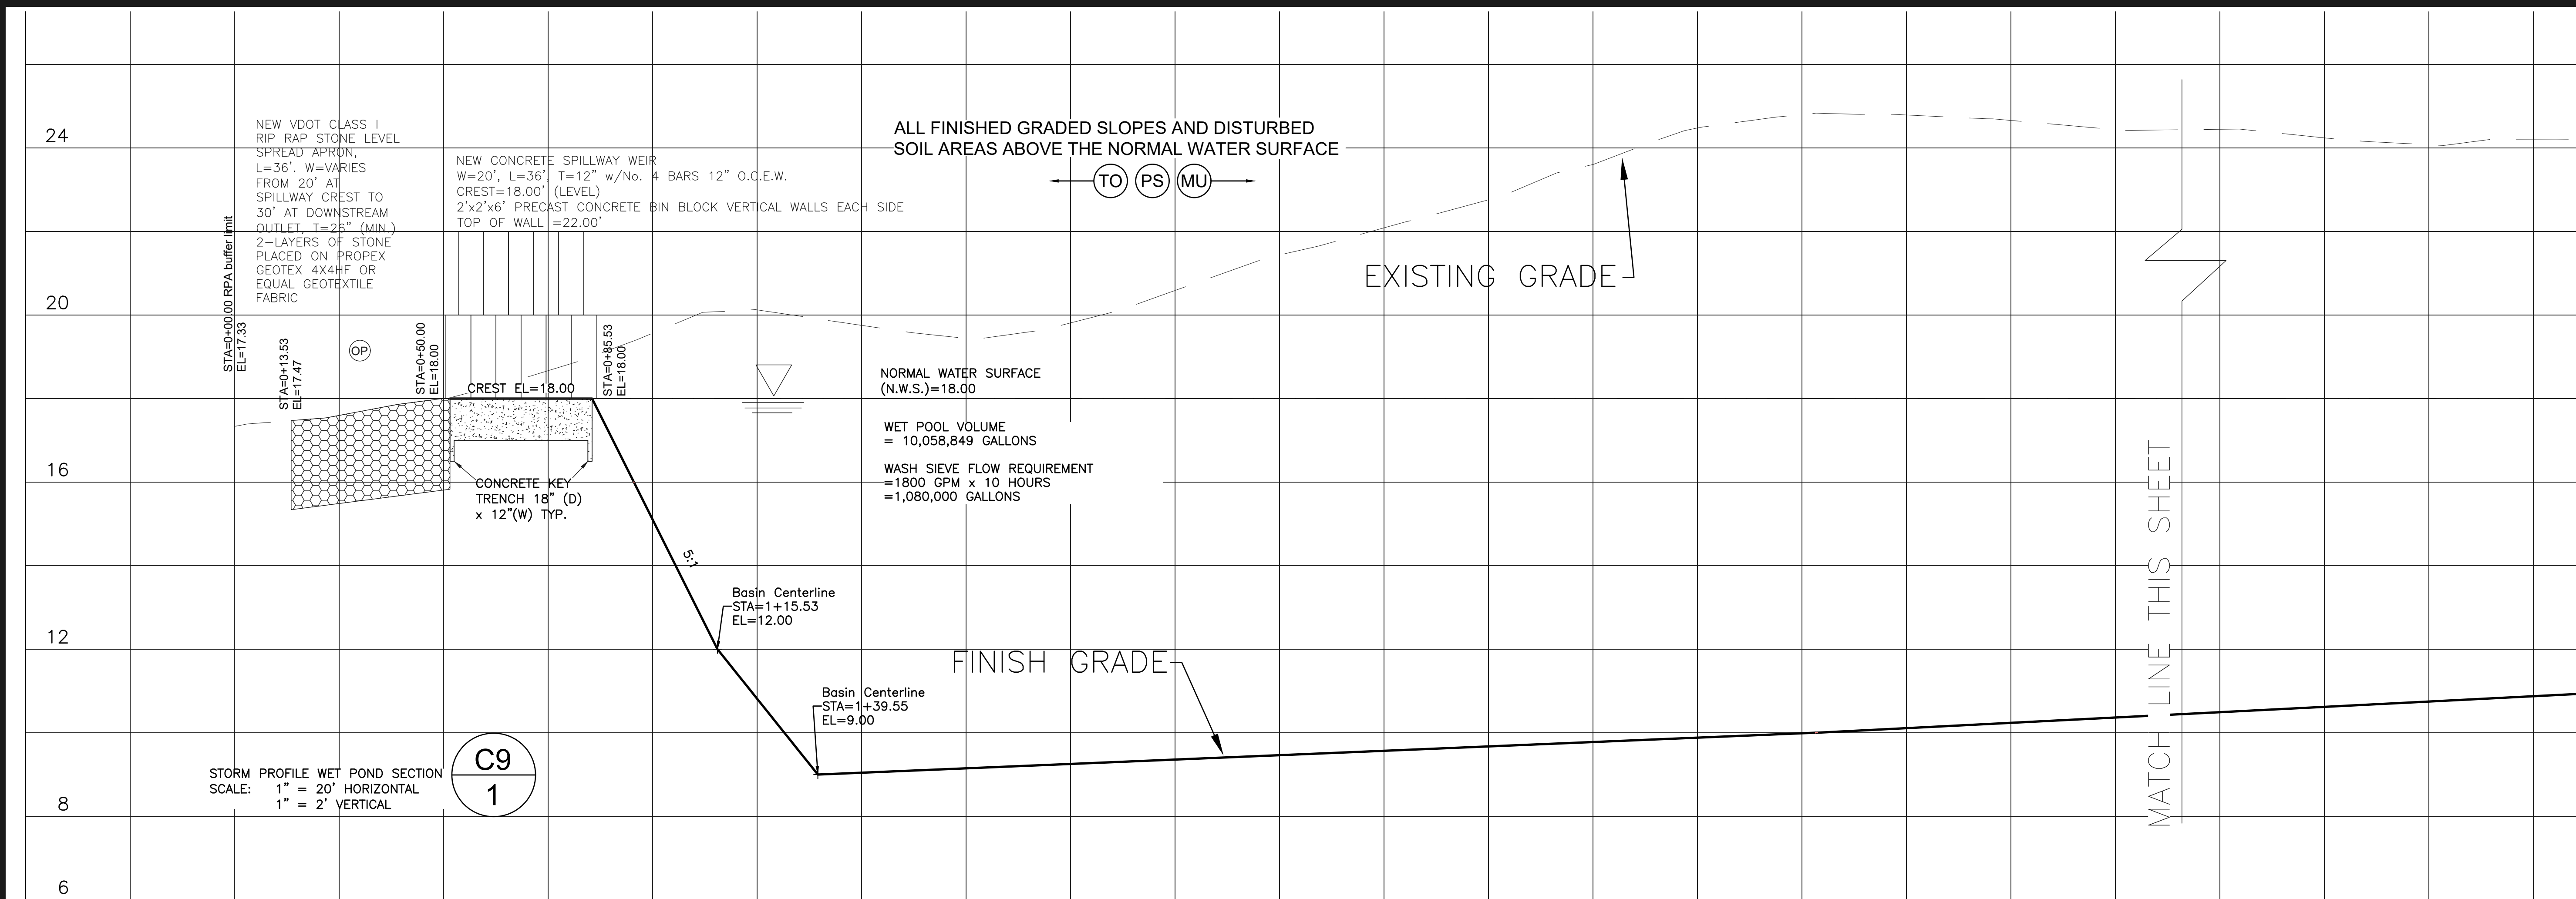 24
20
16
12
8
6
NEW VDOT CLASS I
RIP RAP STONE LEVEL
SPREAD APRON,
L=36'. W=VARIES
FROM 20' AT
SPILLWAY CREST TO
30' AT DOWNSTREAM
OUTLET, T=26" (MIN.)
2-LAYERS OF STONE
PLACED ON PROPEX
GEOTEX 4X4HF OR
EQUAL GEOTEXTILE
FABRIC
NEW CONCRETE SPILLWAY WEIR
W=20', L=36', T=12" w/No. 4 BARS 12" O.C.E.W.
CREST=18.00' (LEVEL)
2'x2'x6' PRECAST CONCRETE BIN BLOCK VERTICAL WALLS EACH SIDE
TOP OF WALL =22.00'
ALL FINISHED GRADED SLOPES AND DISTURBED
SOIL AREAS ABOVE THE NORMAL WATER SURFACE
TO PS MU
EXISTING GRADE
STA=0+00.00 RPA buffer limit
EL=17.33
STA=0+13.53
EL=17.47
OP
STA=0+50.00
EL=18.00
CREST EL=18.00
STA=0+85.53
EL=18.00
NORMAL WATER SURFACE
(N.W.S.)=18.00
WET POOL VOLUME
= 10,058,849 GALLONS
WASH SIEVE FLOW REQUIREMENT
=1800 GPM x 10 HOURS
=1,080,000 GALLONS
CONCRETE KEY
TRENCH 18" (D)
x 12"(W) TYP.
5:1
Basin Centerline
STA=1+15.53
EL=12.00
Basin Centerline
STA=1+39.55
EL=9.00
FINISH GRADE
MATCH LINE THIS SHEET
STORM PROFILE WET POND SECTION
SCALE: 1" = 20' HORIZONTAL
1" = 2' VERTICAL
C9
1